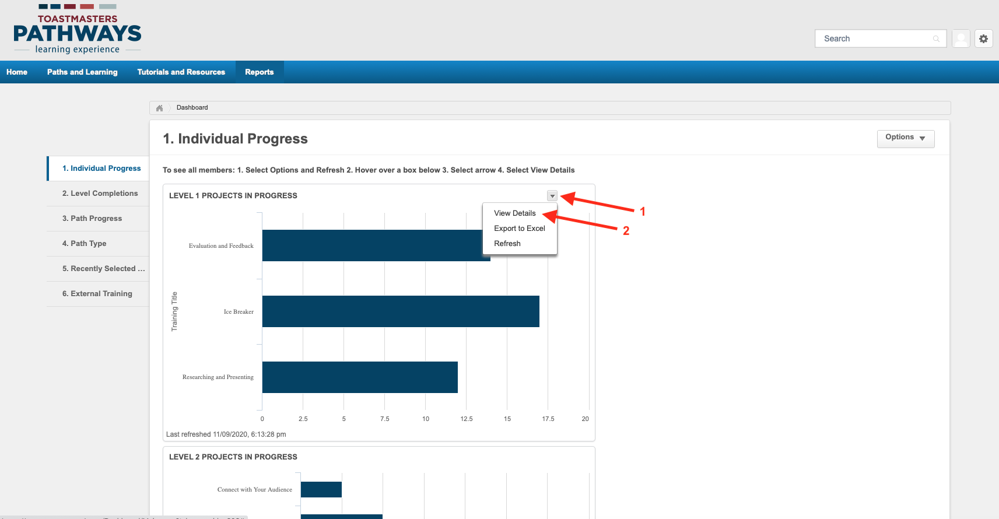 TOASTMASTERS
PATHWAYS
learning experience
Search
Home
Paths and Learning
Tutorials and Resources
Reports
Dashboard
1. Individual Progress
Options
1. Individual Progress
2. Level Completions
3. Path Progress
4. Path Type
5. Recently Selected ...
6. External Training
To see all members: 1. Select Options and Refresh 2. Hover over a box below 3. Select arrow 4. Select View Details
LEVEL 1 PROJECTS IN PROGRESS
1
View Details
2
Export to Excel
Refresh
Training Title
Evaluation and Feedback
Ice Breaker
Researching and Presenting
0 2.5 5 7.5 10 12.5 15 17.5 20
Last refreshed 11/09/2020, 6:13:28 pm
LEVEL 2 PROJECTS IN PROGRESS
Connect with Your Audience